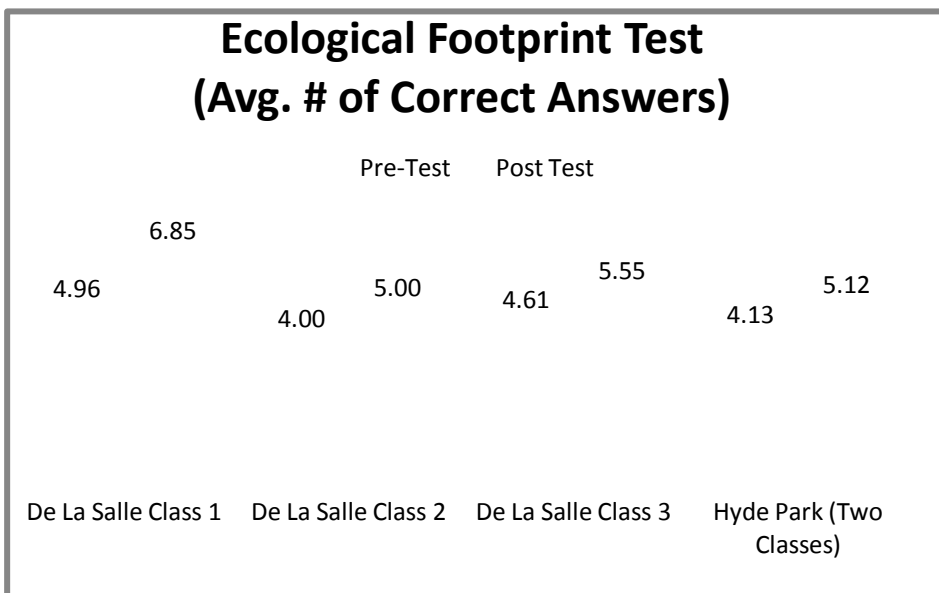 Ecological Footprint Test
(Avg. # of Correct Answers)
Pre-Test Post Test
6.85
4.96
5.00
4.00
5.55
4.61
5.12
4.13
De La Salle Class 1 De La Salle Class 2 De La Salle Class 3 Hyde Park (Two
Classes)